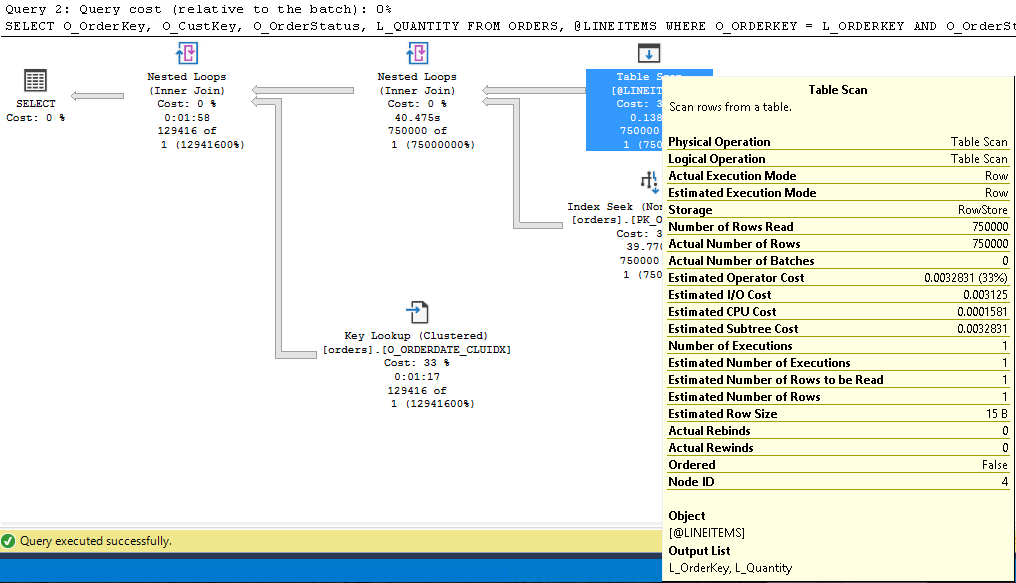 Query 2: Query cost (relative to the batch): 0%
SELECT O_OrderKey, O_CustKey, O_OrderStatus, L_QUANTITY FROM ORDERS, @LINEITEMS WHERE O_ORDERKEY = L_ORDERKEY AND O_OrderSt
SELECT
Cost: 0 %
Nested Loops
(Inner Join)
Cost: 0 %
0:01:58
129416 of
1 (12941600%)
Nested Loops
(Inner Join)
Cost: 0 %
40.475s
750000 of
1 (75000000%)
Table Scan
[@LINEIT
Cost: 3
0.138
750000
1 (750
Index Seek (Non
[orders].[PK_O
Cost: 3
39.770
750000
1 (750
Key Lookup (Clustered)
[orders].[O_ORDERDATE_CLUIDX]
Cost: 33 %
0:01:17
129416 of
1 (12941600%)
Table Scan
Scan rows from a table.
Physical Operation Table Scan
Logical Operation Table Scan
Actual Execution Mode Row
Estimated Execution Mode Row
Storage RowStore
Number of Rows Read 750000
Actual Number of Rows 750000
Actual Number of Batches 0
Estimated Operator Cost 0.0032831 (33%)
Estimated I/O Cost 0.003125
Estimated CPU Cost 0.0001581
Estimated Subtree Cost 0.0032831
Number of Executions 1
Estimated Number of Executions 1
Estimated Number of Rows to be Read 1
Estimated Number of Rows 1
Estimated Row Size 15 B
Actual Rebinds 0
Actual Rewinds 0
Ordered False
Node ID 4
Object
[@LINEITEMS]
Output List
L_OrderKey, L_Quantity
Query executed successfully.